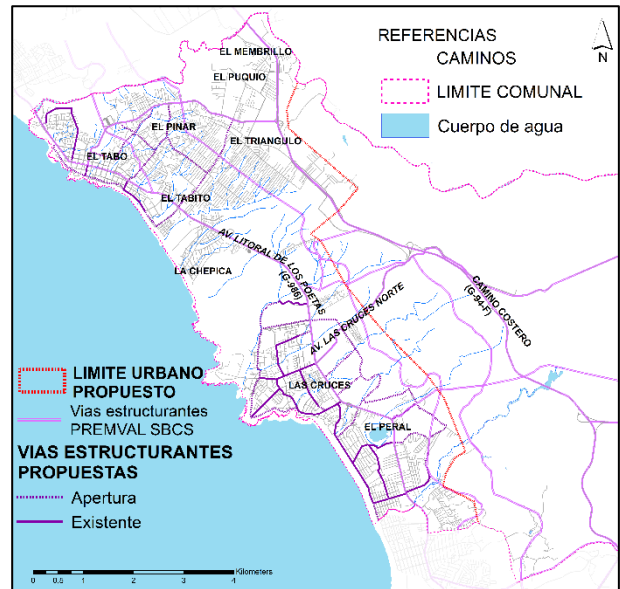 REFERENCIAS
CAMINOS
LIMITE COMUNAL
Cuerpo de agua
N
EL MEMBRILLO
EL PUQUIO
EL PINAR
EL TRIANGULO
EL TABO
EL TABITO
LA CHEPICA
AV. LITORAL DE LOS POETAS
(G-986)
AV. LAS CRUCES NORTE
CAMINO COSTERO
(G-94-F)
LAS CRUCES
EL PERAL
LIMITE URBANO
PROPUESTO
Vias estructurantes
PREMVAL SBCS
VIAS ESTRUCTURANTES
PROPUESTAS
Apertura
Existente
Kilometers
0 0.5 1 2 3 4